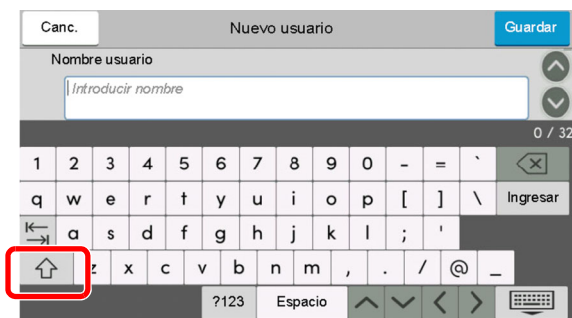 Canc. Nuevo usuario Guardar
Nombre usuario
Introducir nombre
0 / 32
1 2 3 4 5 6 7 8 9 0 - = `
q w e r t y u i o p [ ] \ Ingresar
a s d f g h j k l ; '
z x c v b n m , . / @ _
?123 Espacio